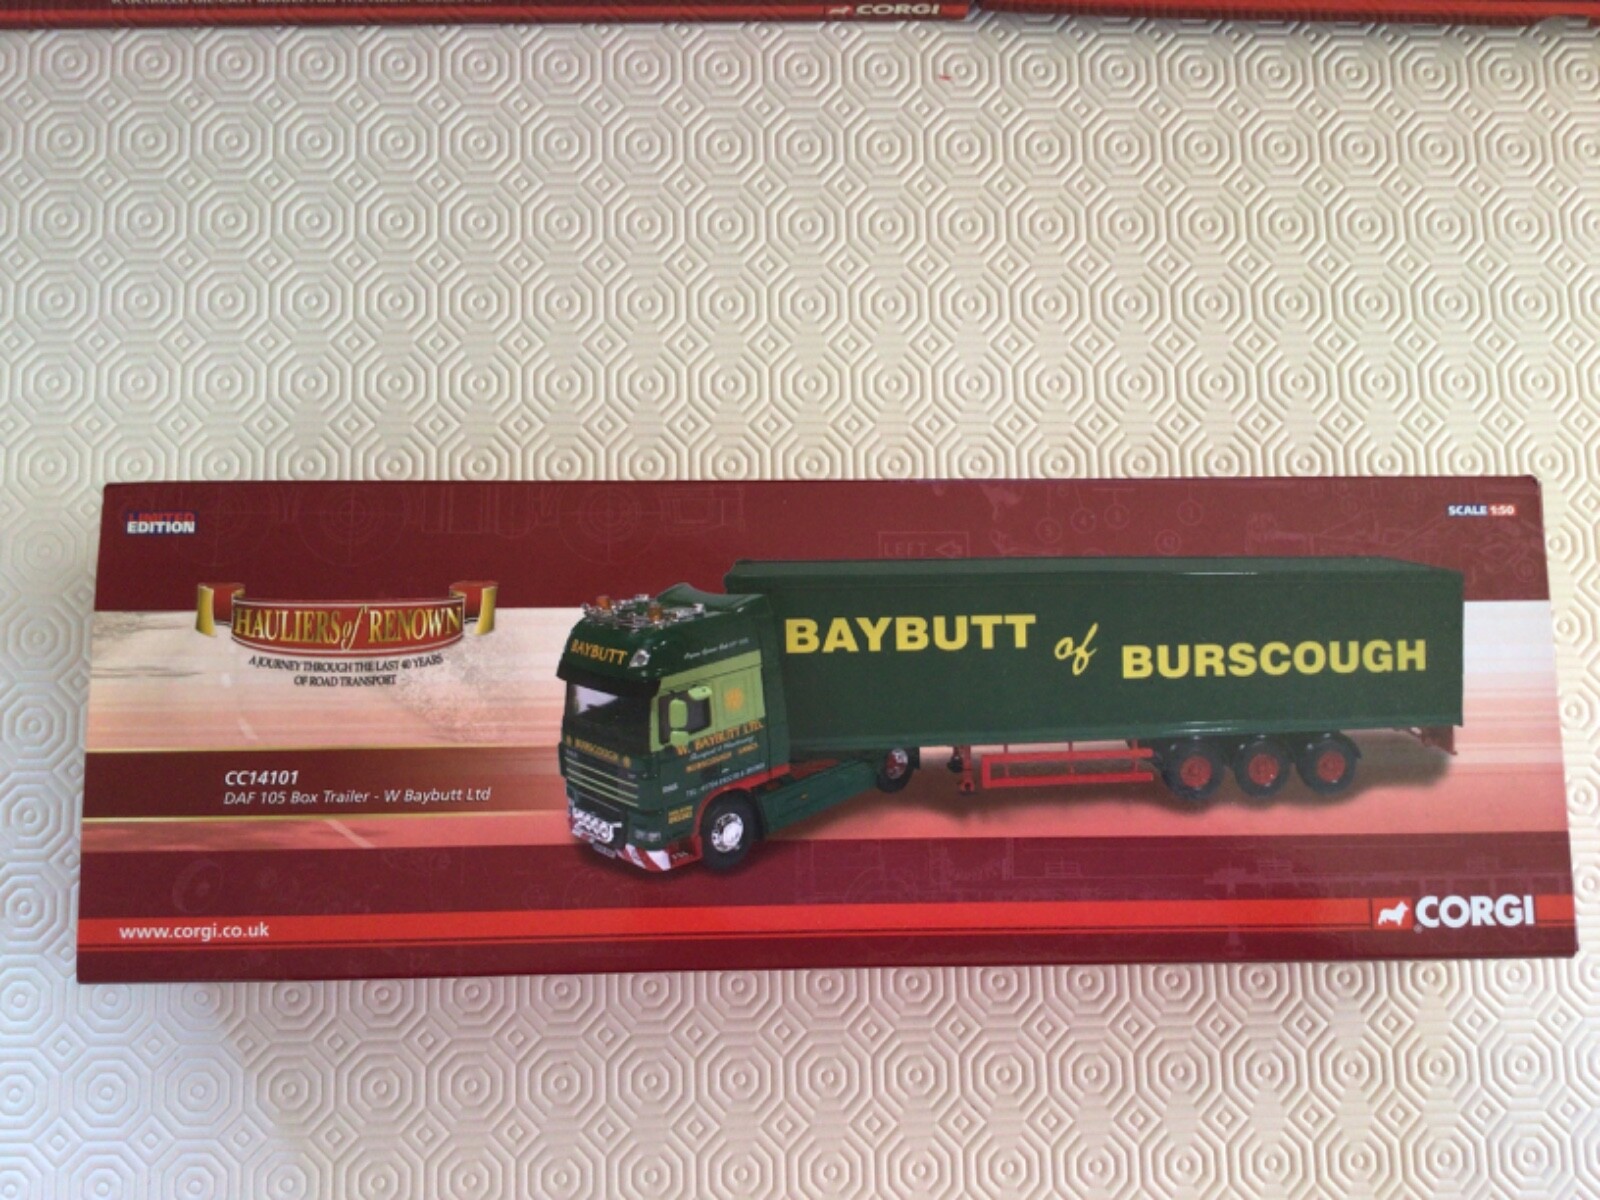 CORGI
LIMITED
EDITION
SCALE 1:50
LEFT
HAULIERS of RENOWN
A JOURNEY THROUGH THE LAST 40 YEARS
OF ROAD TRANSPORT
BAYBUTT
BAYBUTT of BURSCOUGH
W. BAYBUTT LTD.
BURSCOUGH
CC14101
DAF 105 Box Trailer - W Baybutt Ltd
www.corgi.co.uk
CORGI